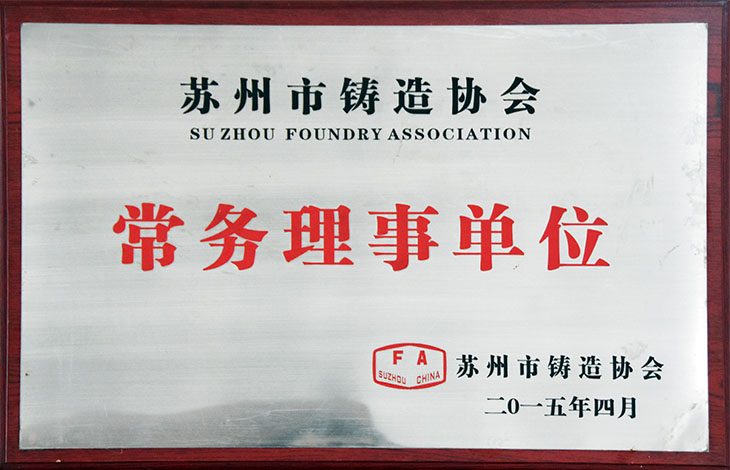 苏州市铸造协会
SU ZHOU FOUNDRY ASSOCIATION
常务理事单位
FA
SUZHOU CHINA
苏州市铸造协会
二0一五年四月